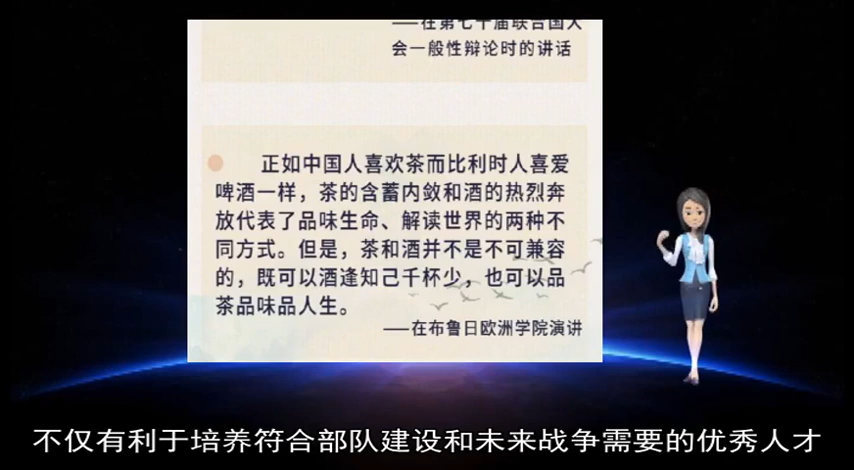 ——在第七十届联合国大
会一般性辩论时的讲话
正如中国人喜欢茶而比利时人喜爱
啤酒一样，茶的含蓄内敛和酒的热烈奔
放代表了品味生命、解读世界的两种不
同方式。但是，茶和酒并不是不可兼容
的，既可以酒逢知己千杯少，也可以品
茶品味品人生。
——在布鲁日欧洲学院演讲
不仅有利于培养符合部队建设和未来战争需要的优秀人才